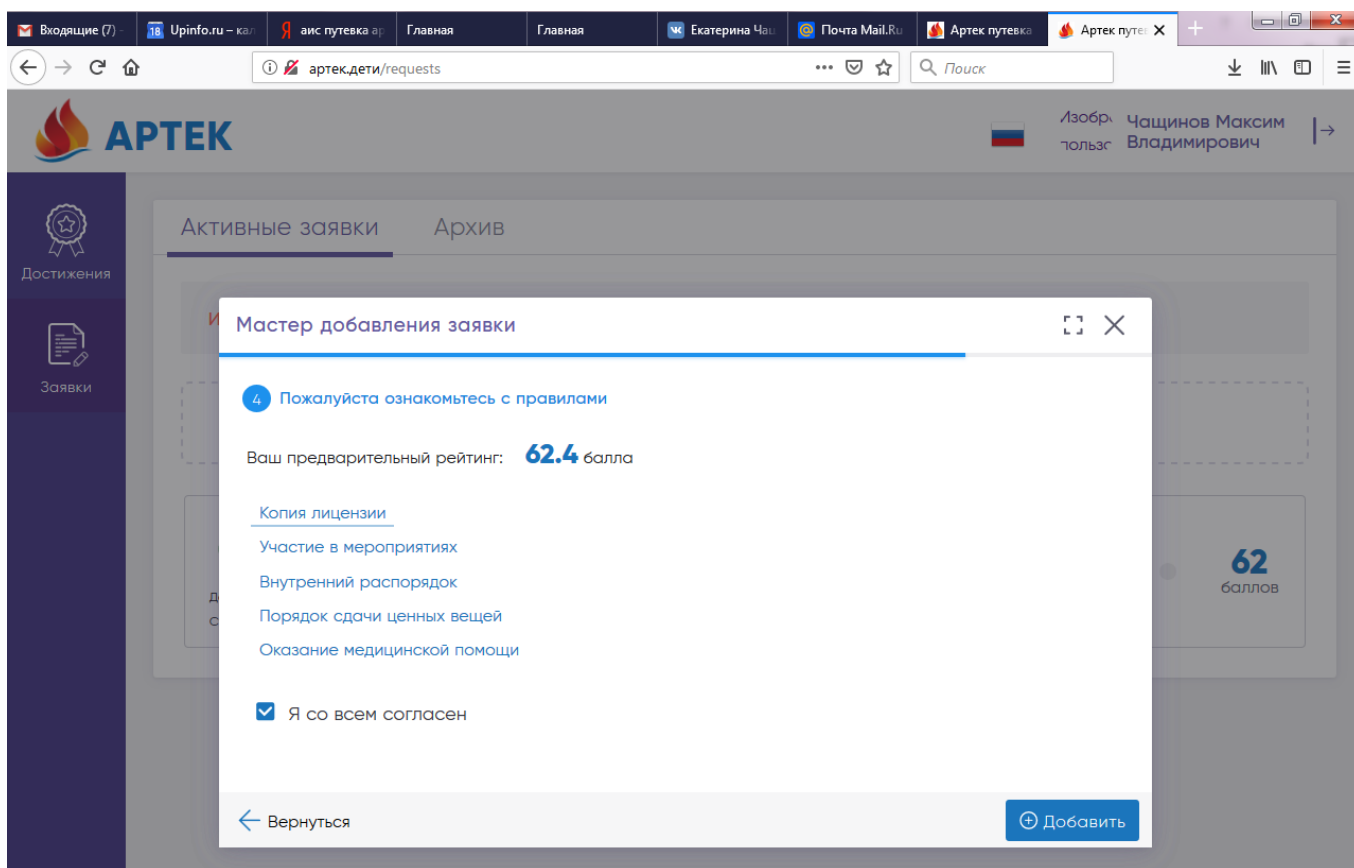 Входящие (7) -
18 Upinfo.ru – кал
Я аис путевка ар
Главная
Главная
Екатерина Чащ
@ Почта Mail.Ru
Артек путевка
Артек путе
артек.дети/requests
Поиск
АРТЕК
Чащинов Максим
Владимирович
Достижения
Заявки
Активные заявки Архив
Мастер добавления заявки
4 Пожалуйста ознакомьтесь с правилами
Ваш предварительный рейтинг: 62.4 балла
Копия лицензии
Участие в мероприятиях
Внутренний распорядок
Порядок сдачи ценных вещей
Оказание медицинской помощи
Я со всем согласен
62
баллов
Вернуться
Добавить